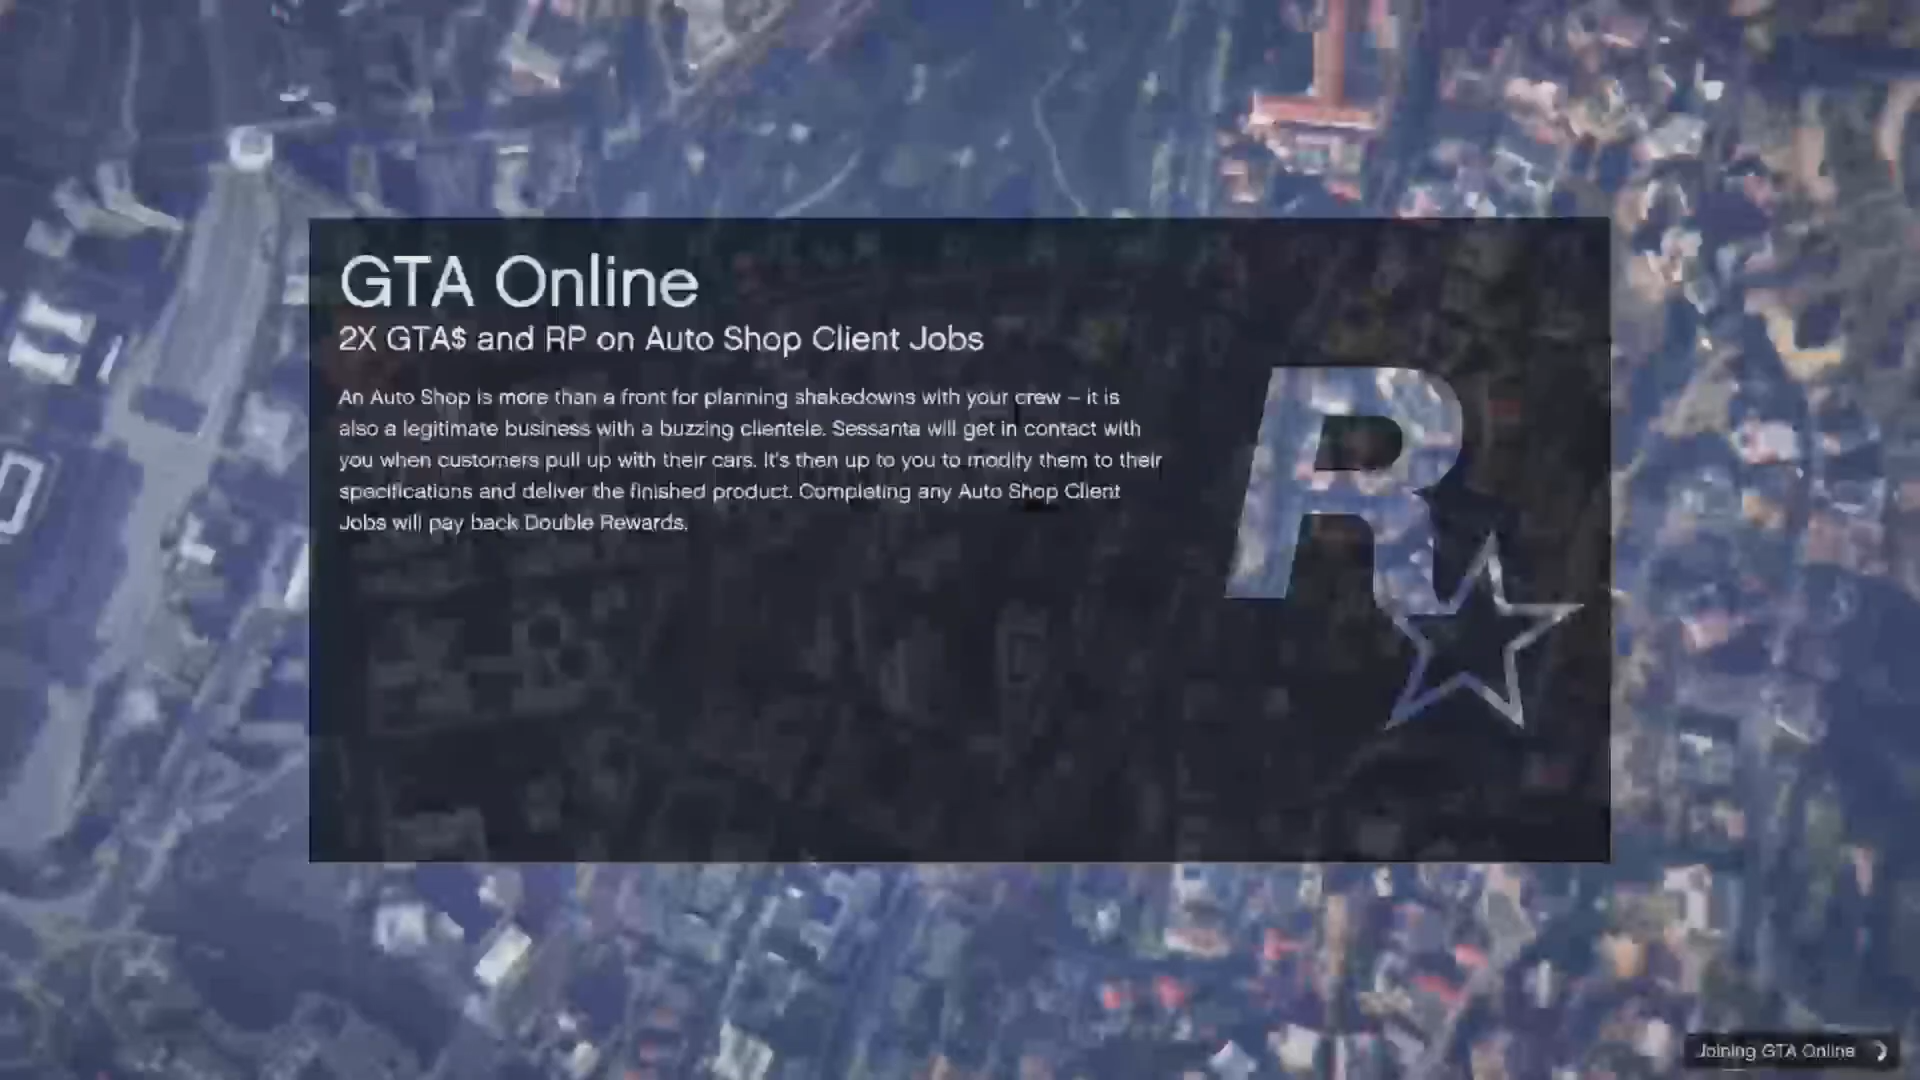 GTA Online
2X GTA$ and RP on Auto Shop Client Jobs
An Auto Shop is more than a front for planning shakedowns with your crew – it is
also a legitimate business with a buzzing clientele. Sessanta will get in contact with
you when customers pull up with their cars. It's then up to you to modify them to their
specifications and deliver the finished product. Completing any Auto Shop Client
Jobs will pay back Double Rewards.
R
Joining GTA Online